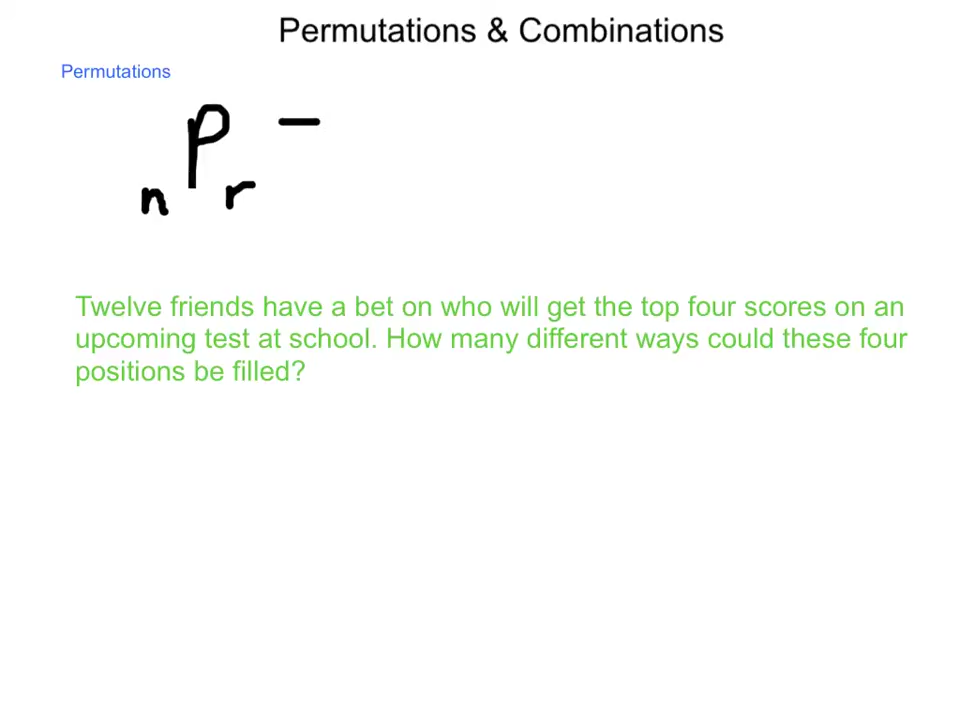 Permutations & Combinations
Permutations
nPr -
Twelve friends have a bet on who will get the top four scores on an
upcoming test at school. How many different ways could these four
positions be filled?